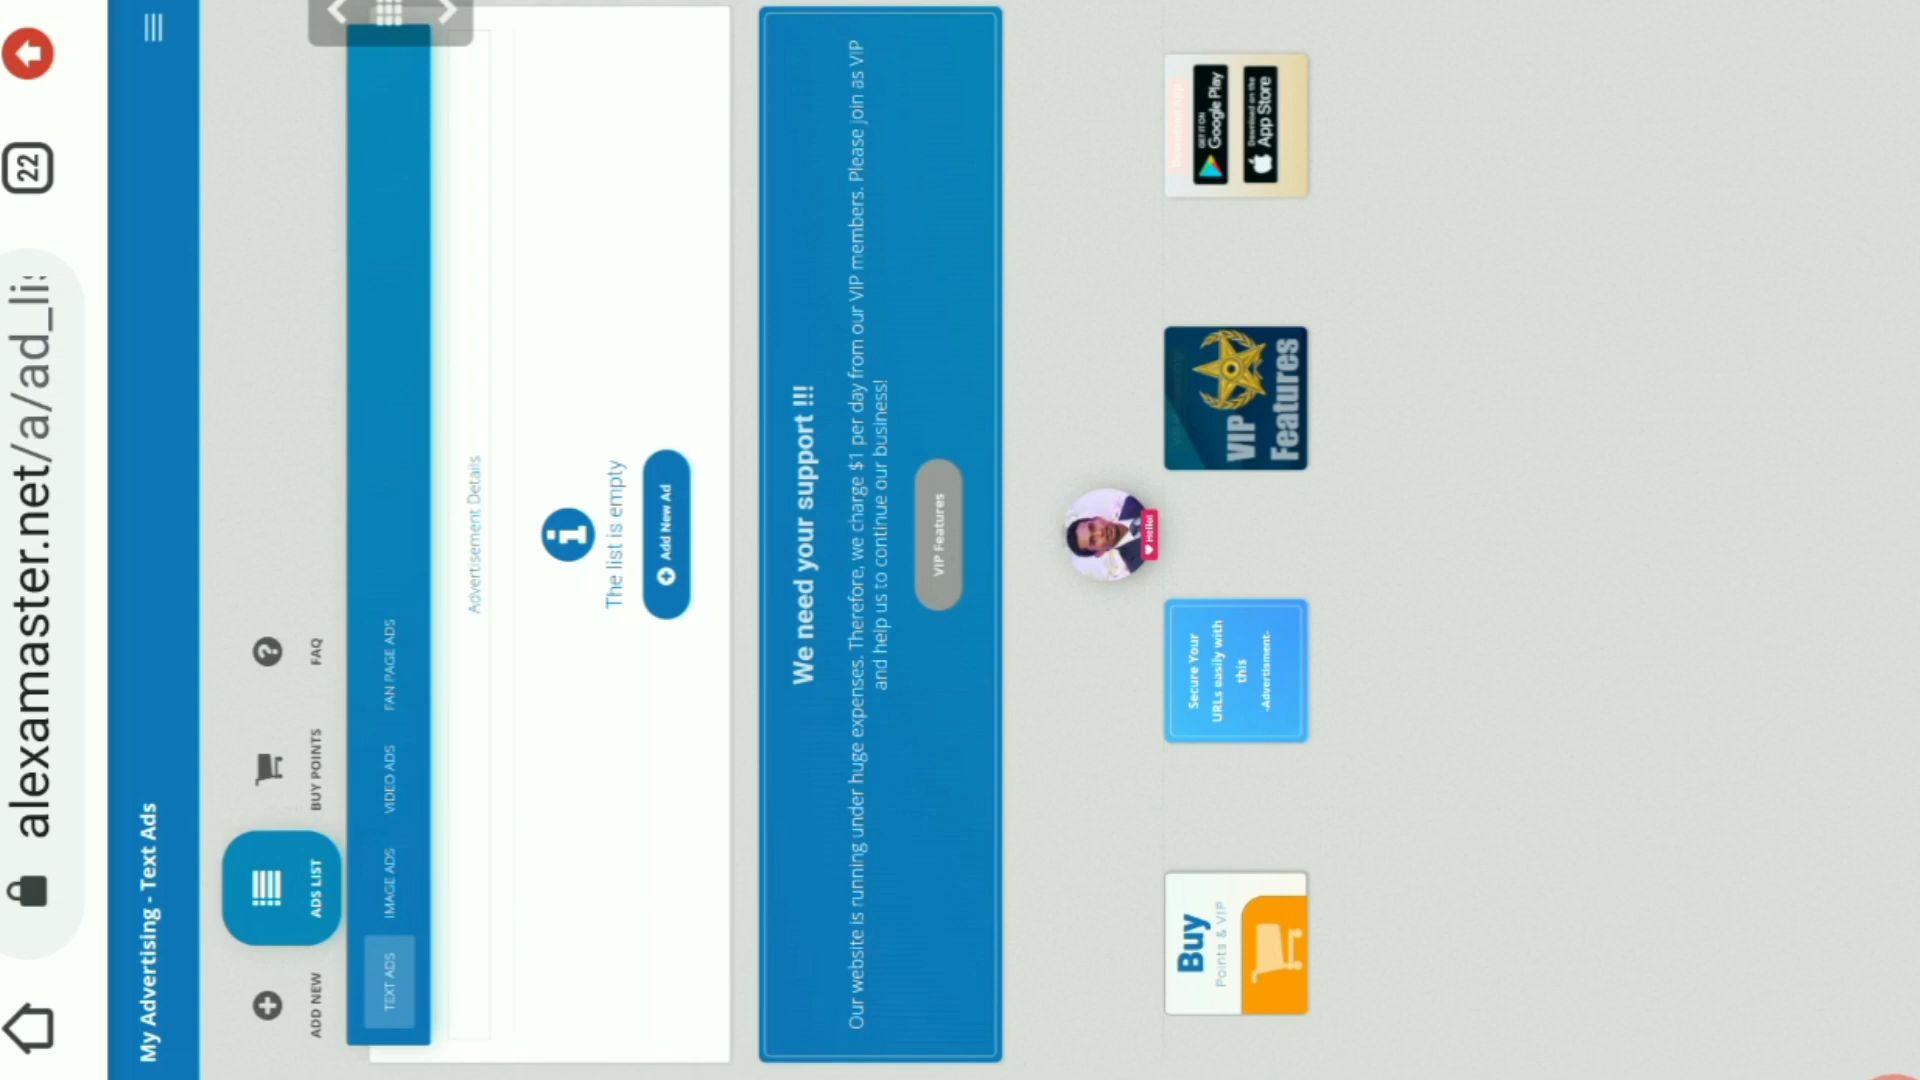 22
alexamaster.net/a/ad_li
My Advertising - Text Ads
ADD NEW
ADS LIST
BUY POINTS
FAQ
TEXT ADS
IMAGE ADS
VIDEO ADS
FAN PAGE ADS
Advertisement Details
The list is empty
Add New Ad
We need your support !!!
Our website is running under huge expenses. Therefore, we charge $1 per day from our VIP members. Please join as VIP
and help us to continue our business!
VIP Features
Hello!
Buy
Points & VIP
Secure Your
URLs easily with
this
-Advertisment-
VIP
Features
Download App
GET IT ON
Google Play
Download on the
App Store